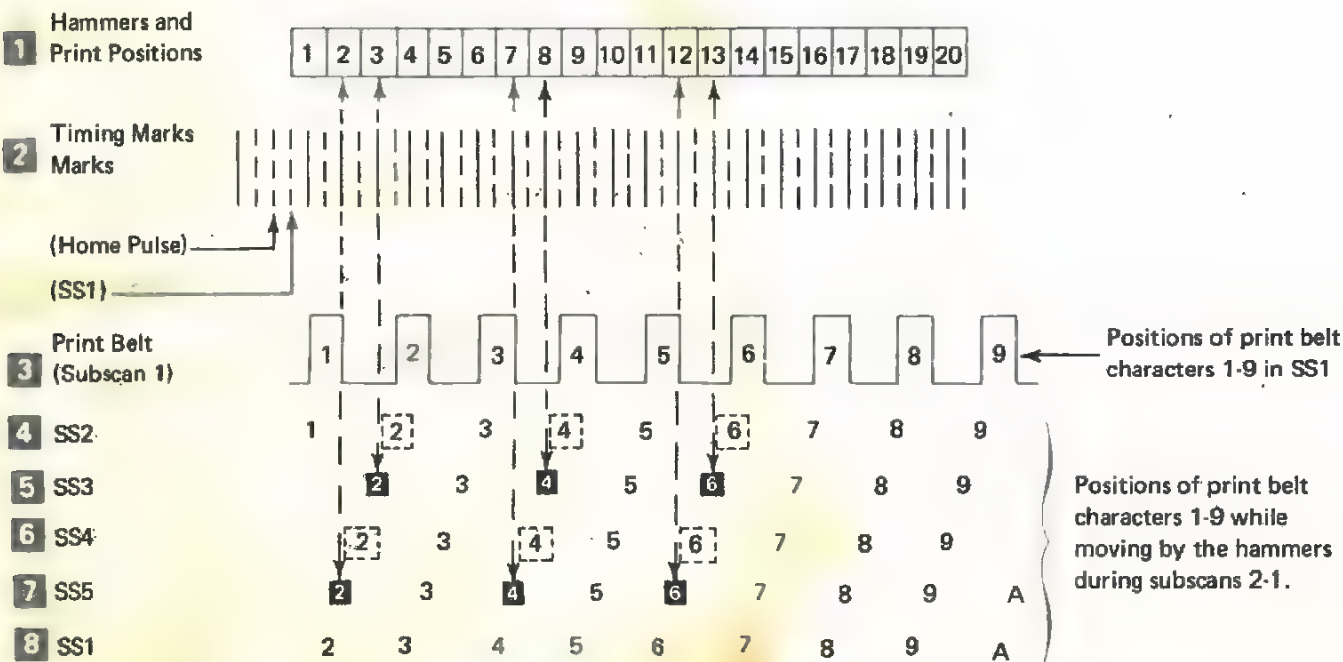 1 Hammers and
Print Positions
1 2 3 4 5 6 7 8 9 10 11 12 13 14 15 16 17 18 19 20
2 Timing Marks
Marks
(Home Pulse)
(SS1)
3 Print Belt
(Subscan 1)
1 2 3 4 5 6 7 8 9
Positions of print belt
characters 1-9 in SS1
4 SS2 1 2 3 4 5 6 7 8 9
5 SS3 2 3 4 5 6 7 8 9
6 SS4 2 3 4 5 6 7 8 9
7 SS5 2 3 4 5 6 7 8 9 A
8 SS1 2 3 4 5 6 7 8 9 A
Positions of print belt
characters 1-9 while
moving by the hammers
during subscans 2-1.